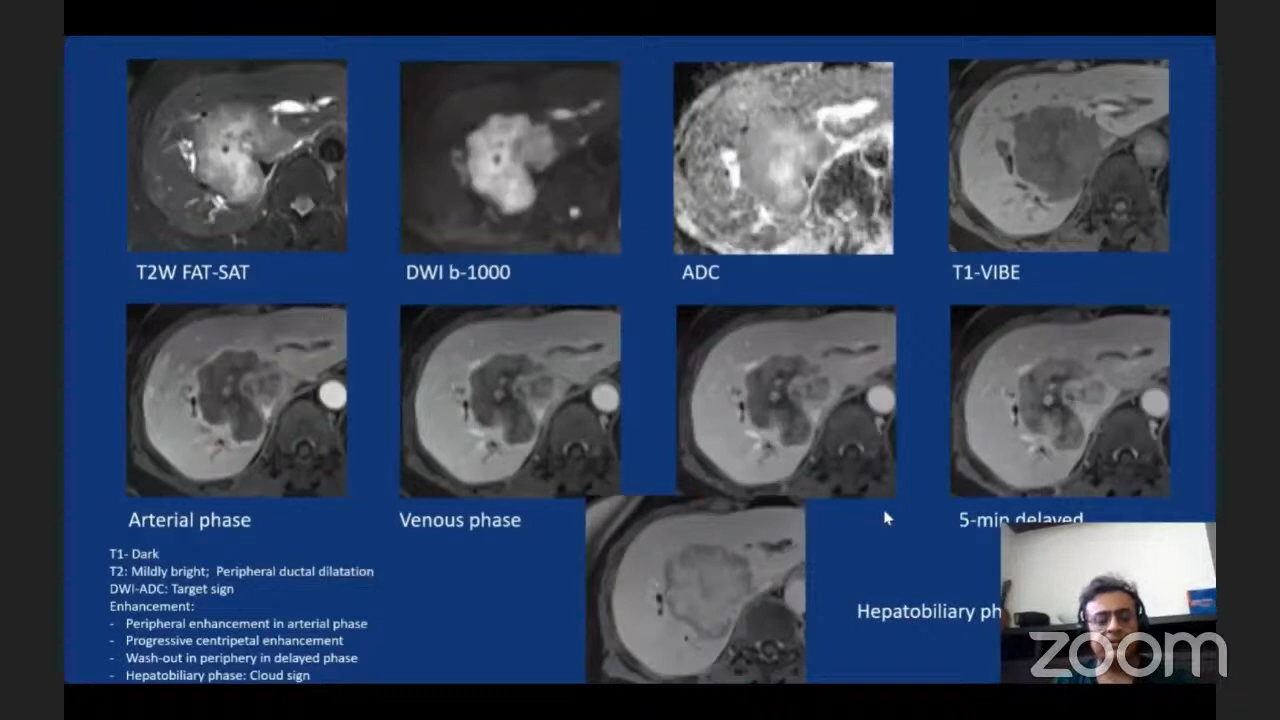 T2W FAT-SAT
DWI b-1000
ADC
T1-VIBE
Arterial phase
Venous phase
5-min delayed
T1- Dark
T2: Mildly bright; Peripheral ductal dilatation
DWI-ADC: Target sign
Enhancement:
- Peripheral enhancement in arterial phase
- Progressive centripetal enhancement
- Wash-out in periphery in delayed phase
- Hepatobiliary phase: Cloud sign
Hepatobiliary ph
zoom